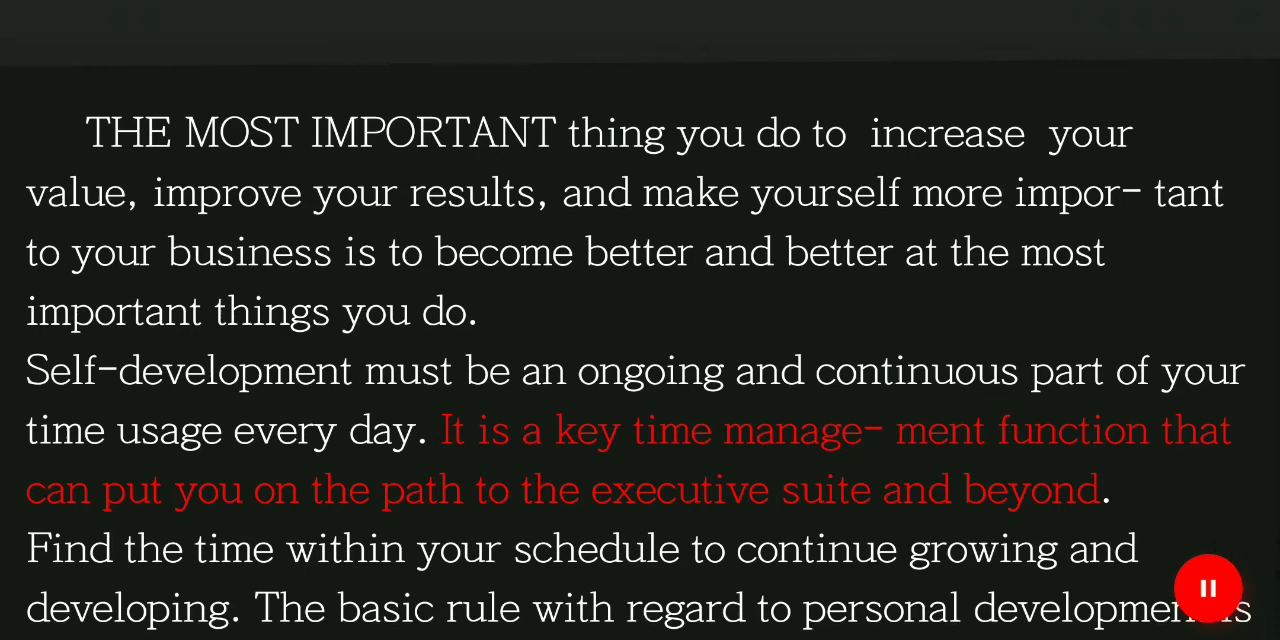 THE MOST IMPORTANT thing you do to increase your
value, improve your results, and make yourself more impor- tant
to your business is to become better and better at the most
important things you do.
Self-development must be an ongoing and continuous part of your
time usage every day. It is a key time manage- ment function that
can put you on the path to the executive suite and beyond.
Find the time within your schedule to continue growing and
developing. The basic rule with regard to personal